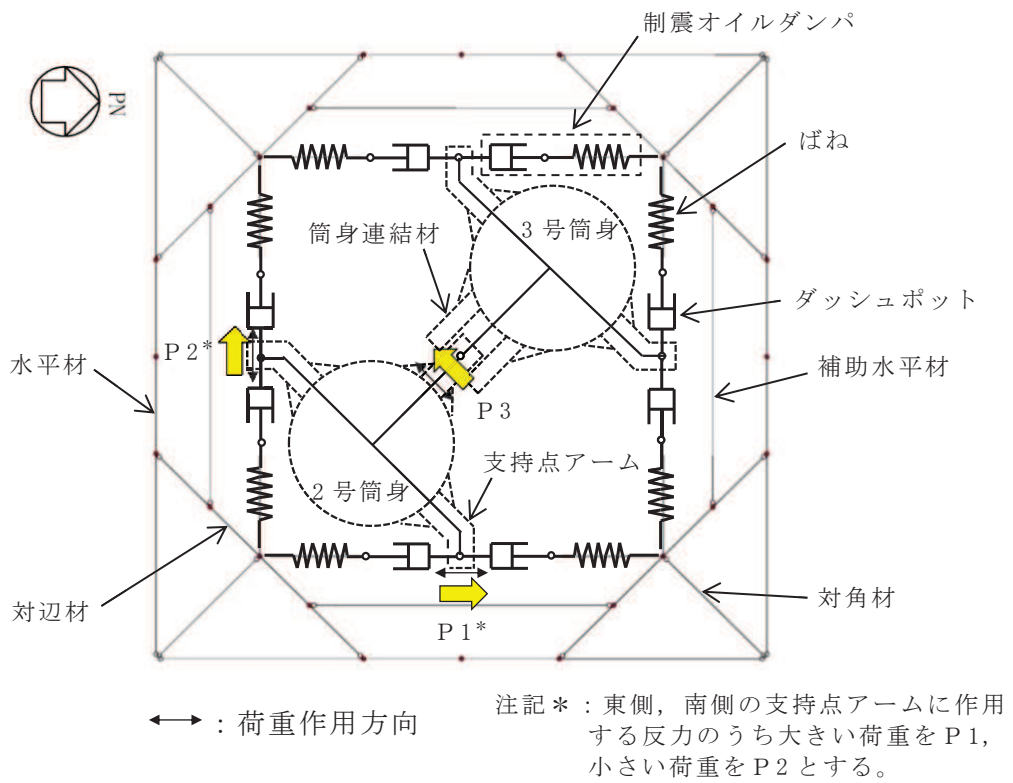 制震オイルダンパ
PN
ばね
3号筒身
筒身連結材
ダッシュポット
P2*
水平材
補助水平材
P3
支持点アーム
2号筒身
対辺材
対角材
P1*
:荷重作用方向
注記*:東側,南側の支持点アームに作用
する反力のうち大きい荷重をP1,
小さい荷重をP2とする。